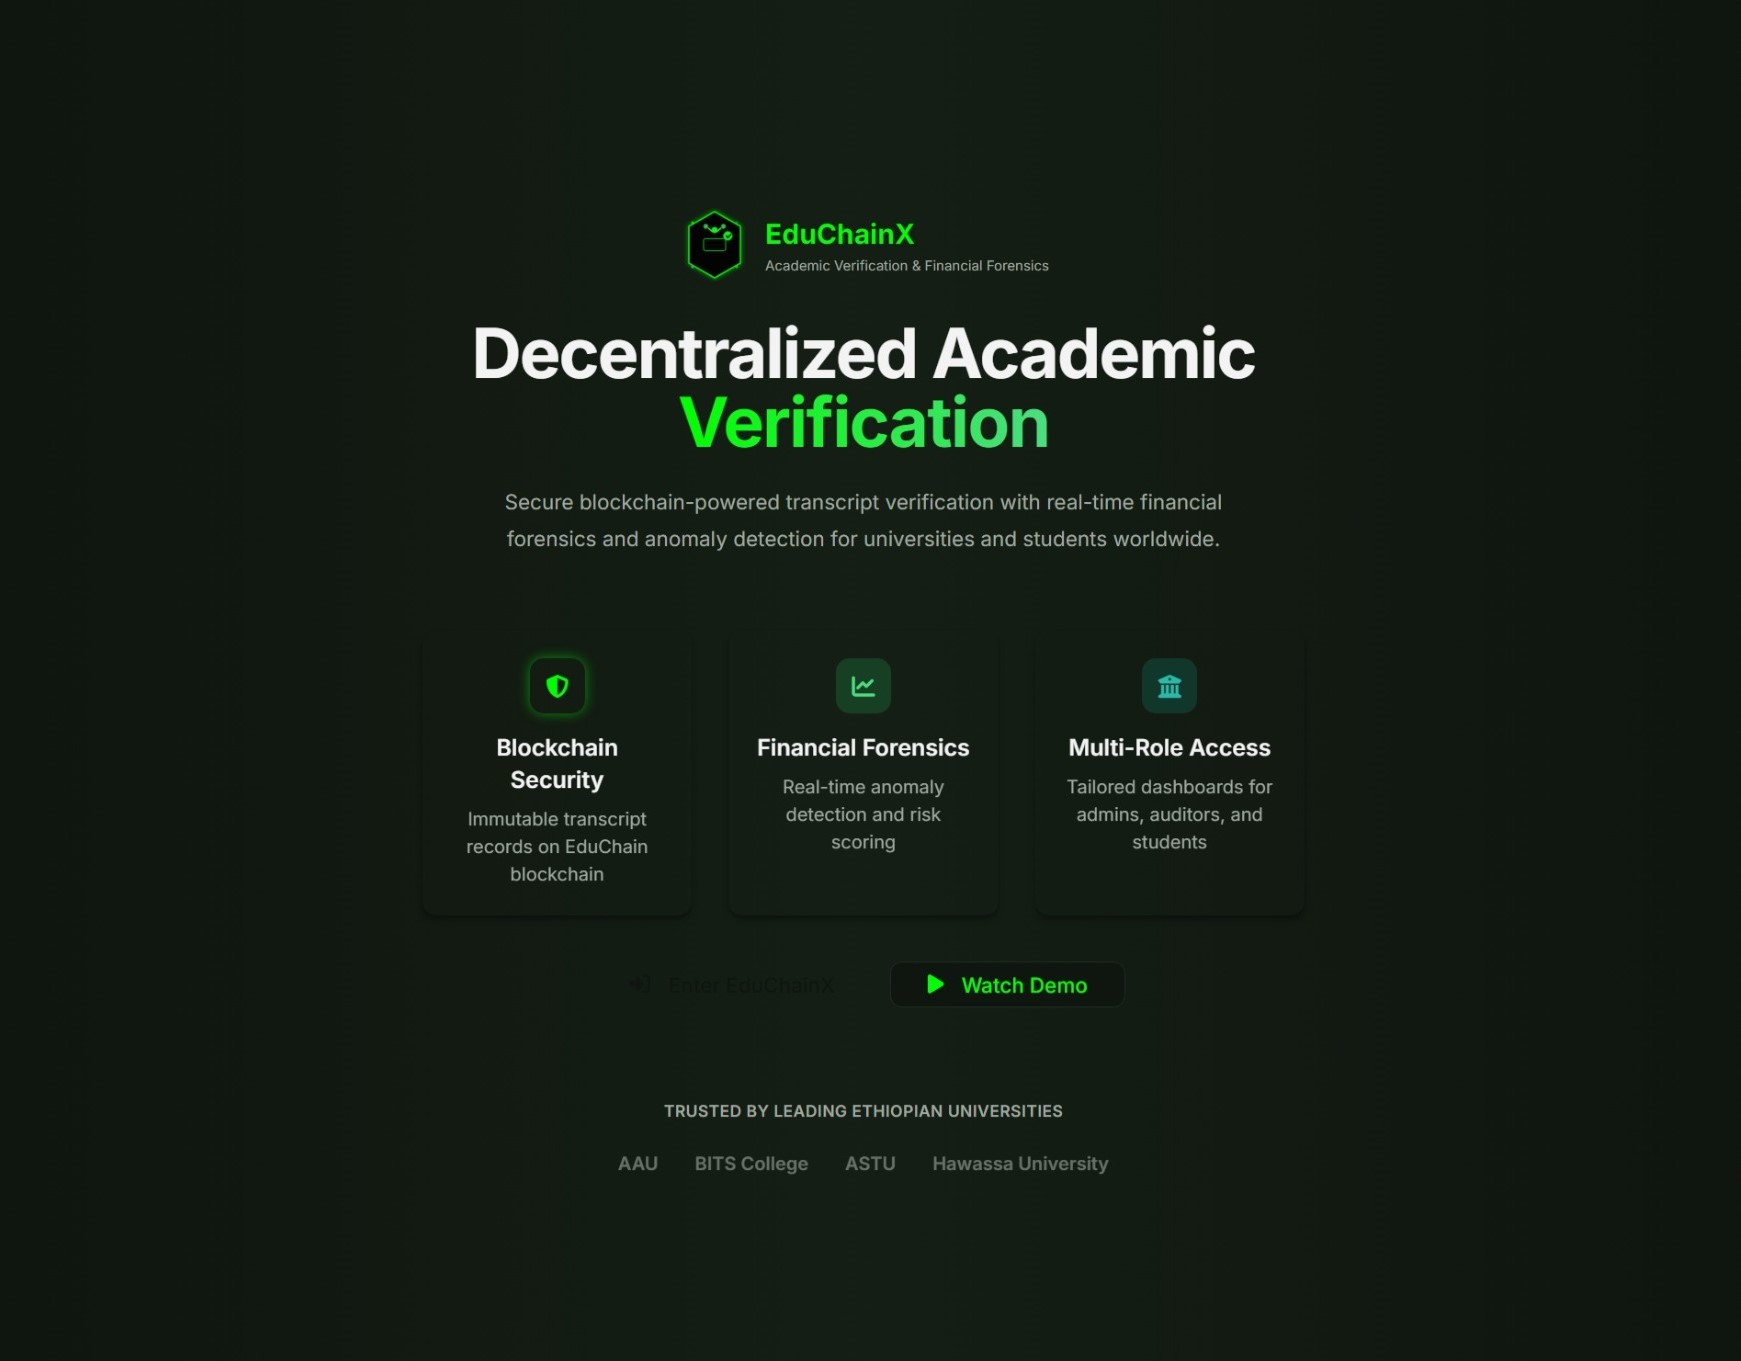 EduChainX
Academic Verification & Financial Forensics
Decentralized Academic
Verification
Secure blockchain-powered transcript verification with real-time financial
forensics and anomaly detection for universities and students worldwide.
Blockchain
Security
Immutable transcript
records on EduChain
blockchain
Financial Forensics
Real-time anomaly
detection and risk
scoring
Multi-Role Access
Tailored dashboards for
admins, auditors, and
students
Enter EduChainX
Watch Demo
TRUSTED BY LEADING ETHIOPIAN UNIVERSITIES
AAU BITS College ASTU Hawassa University